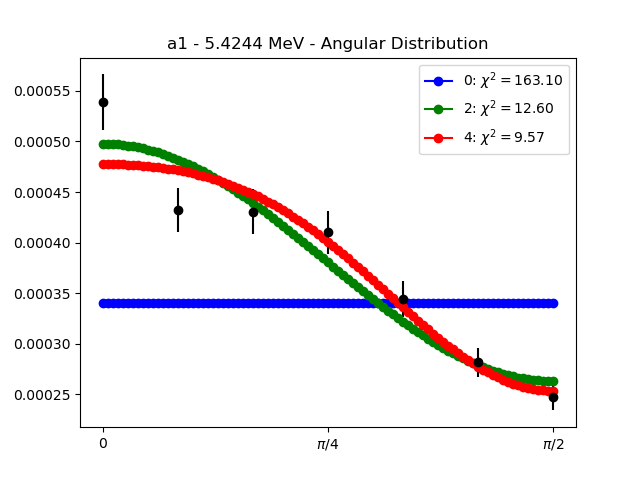 a1 - 5.4244 MeV - Angular Distribution
0: χ² = 163.10
2: χ² = 12.60
4: χ² = 9.57
0.00055
0.00050
0.00045
0.00040
0.00035
0.00030
0.00025
0
π/4
π/2